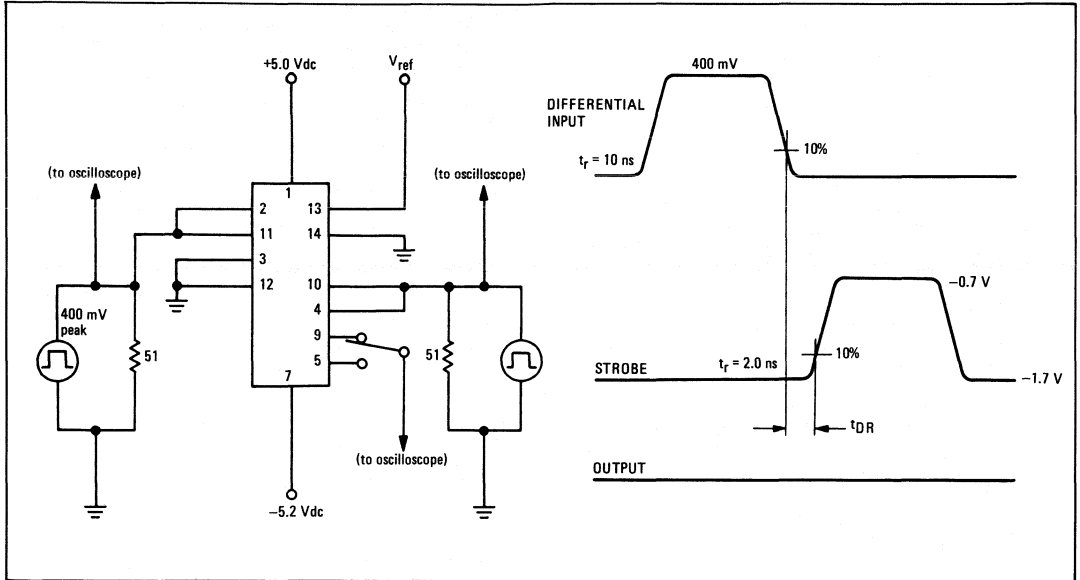 +5.0 Vdc
Vref
(to oscilloscope)
(to oscilloscope)
1
2
13
11
14
3
12
10
4
9
5
7
400 mV
peak
51
51
(to oscilloscope)
−5.2 Vdc
400 mV
DIFFERENTIAL
INPUT
tr = 10 ns
10%
−0.7 V
tr = 2.0 ns
10%
STROBE
−1.7 V
tDR
OUTPUT